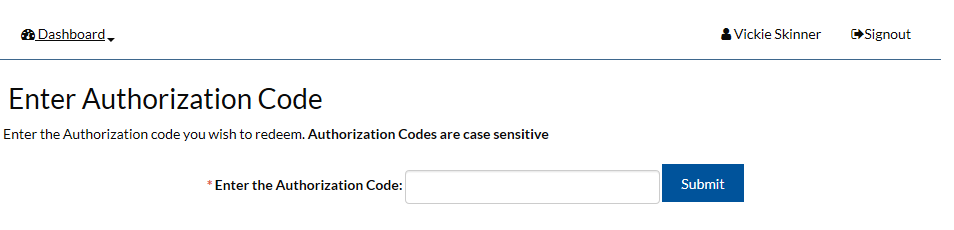 Dashboard
Vickie Skinner
Signout
Enter Authorization Code
Enter the Authorization code you wish to redeem. Authorization Codes are case sensitive
* Enter the Authorization Code:
Submit